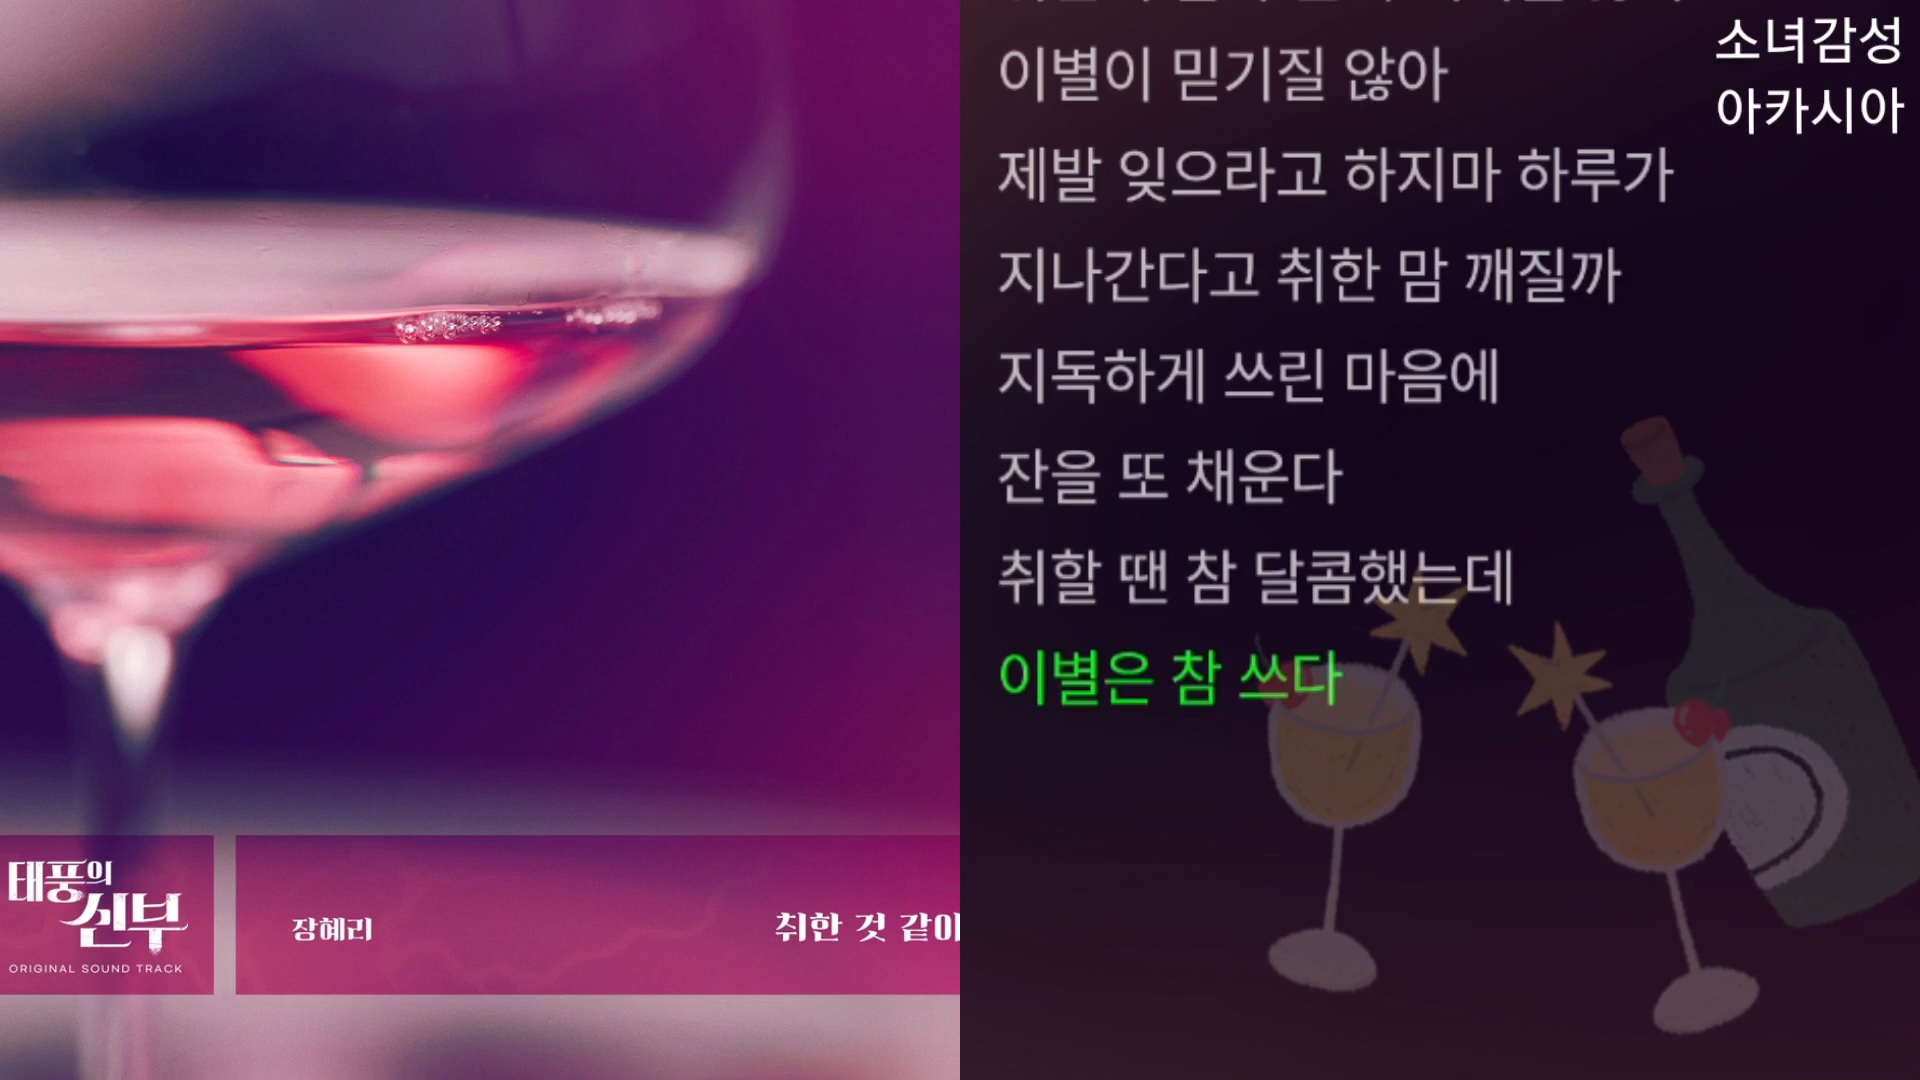 태풍의
신부
ORIGINAL SOUND TRACK
장혜리
취한 것 같아
소녀감성
아카시아
이별이 믿기질 않아
제발 잊으라고 하지마 하루가
지나간다고 취한 맘 깨질까
지독하게 쓰린 마음에
잔을 또 채운다
취할 땐 참 달콤했는데
이별은 참 쓰다